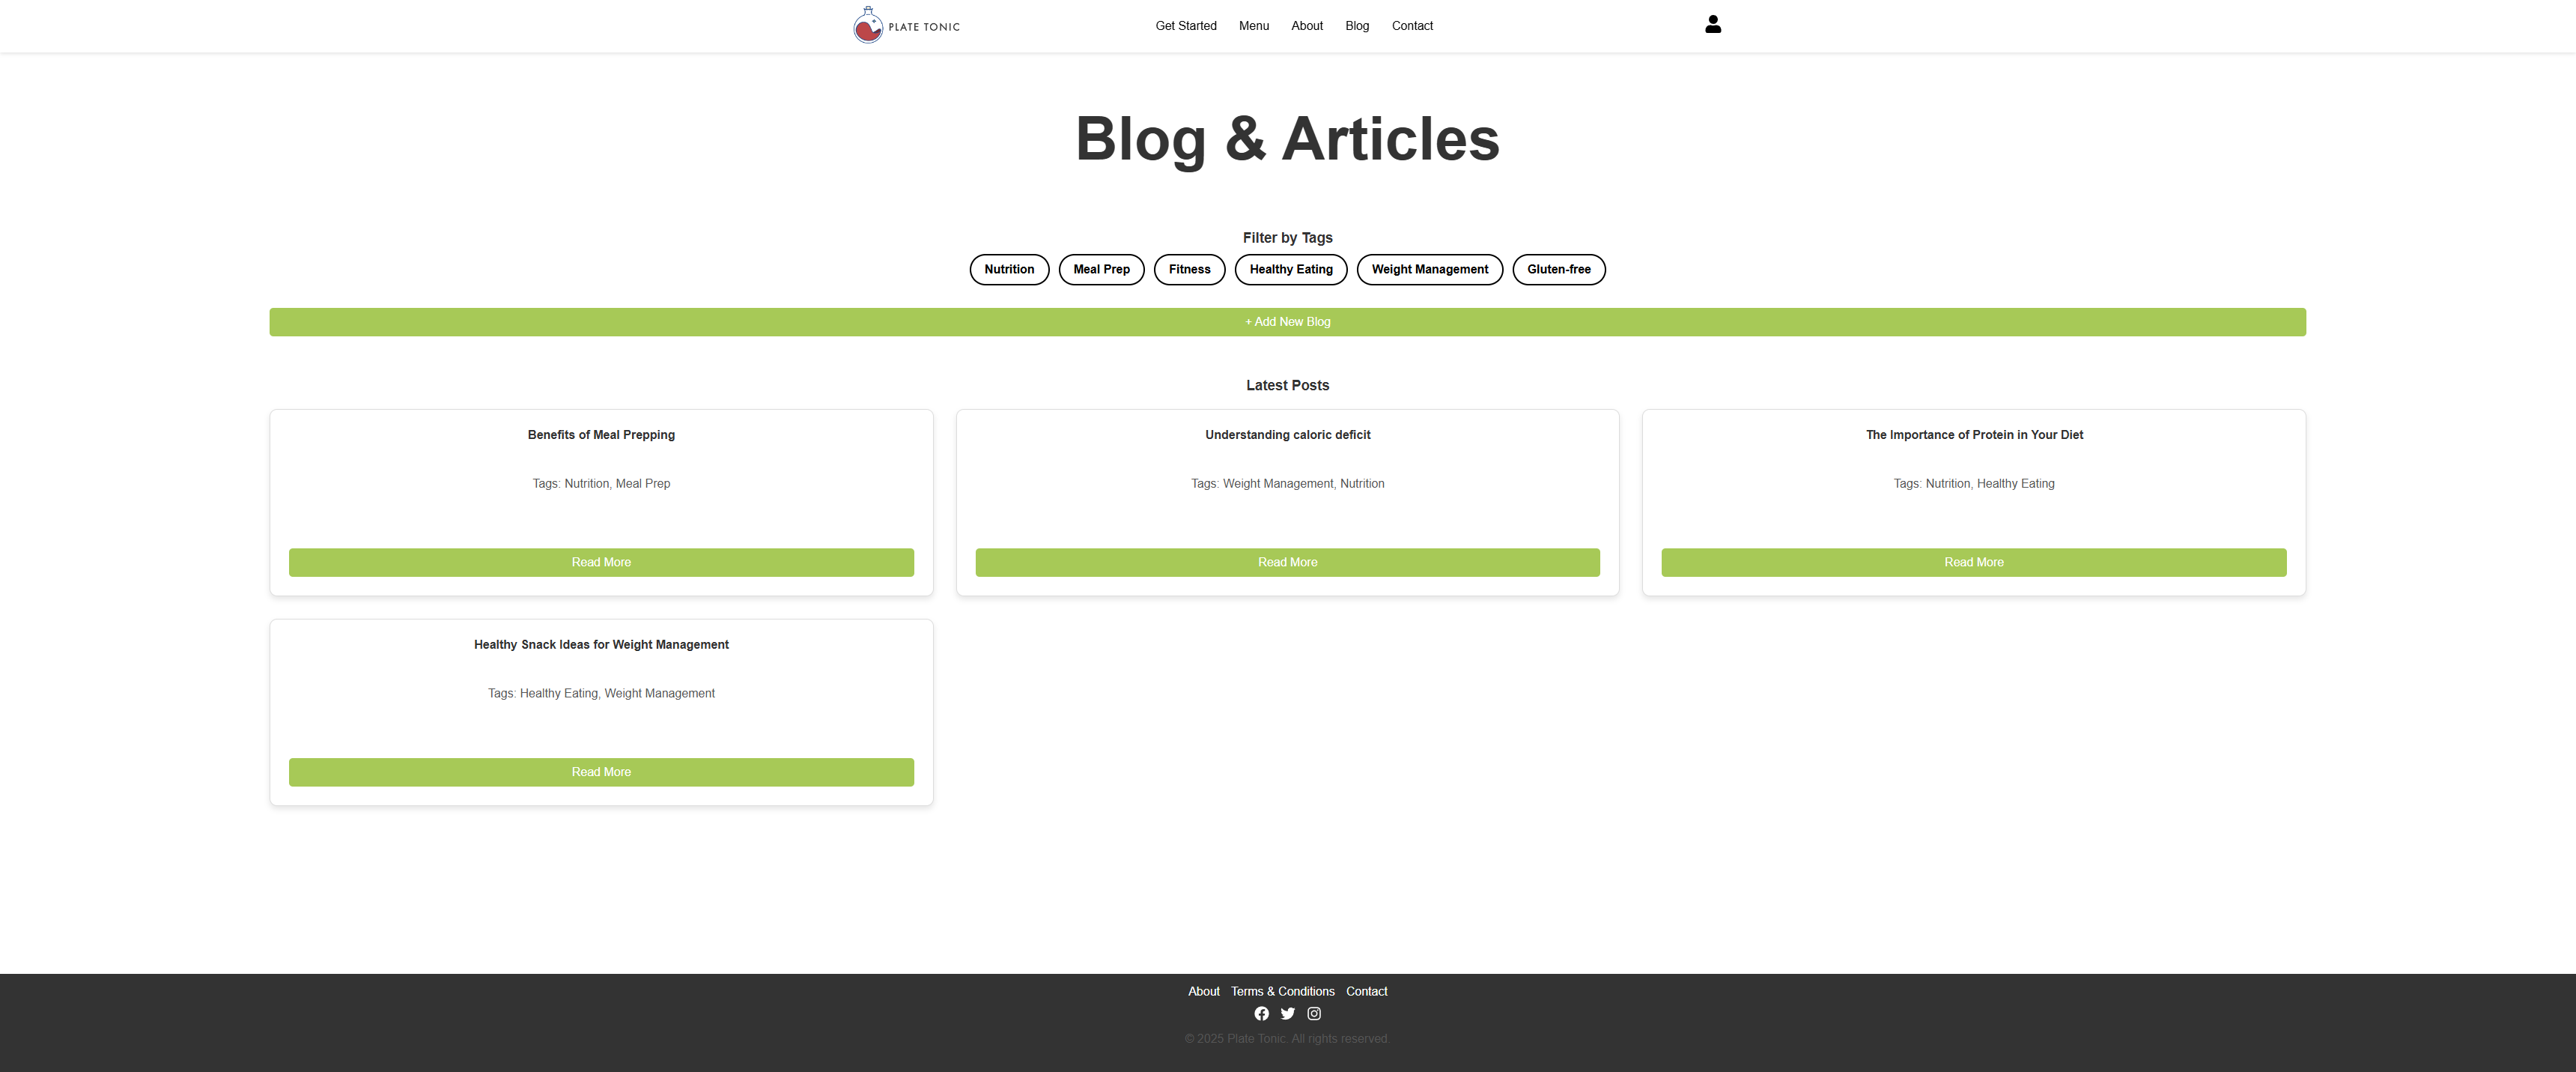 PLATE TONIC
Get Started Menu About Blog Contact
Blog & Articles
Filter by Tags
Nutrition Meal Prep Fitness Healthy Eating Weight Management Gluten-free
+ Add New Blog
Latest Posts
Benefits of Meal Prepping
Tags: Nutrition, Meal Prep
Read More
Understanding caloric deficit
Tags: Weight Management, Nutrition
Read More
The Importance of Protein in Your Diet
Tags: Nutrition, Healthy Eating
Read More
Healthy Snack Ideas for Weight Management
Tags: Healthy Eating, Weight Management
Read More
About Terms & Conditions Contact
© 2025 Plate Tonic. All rights reserved.